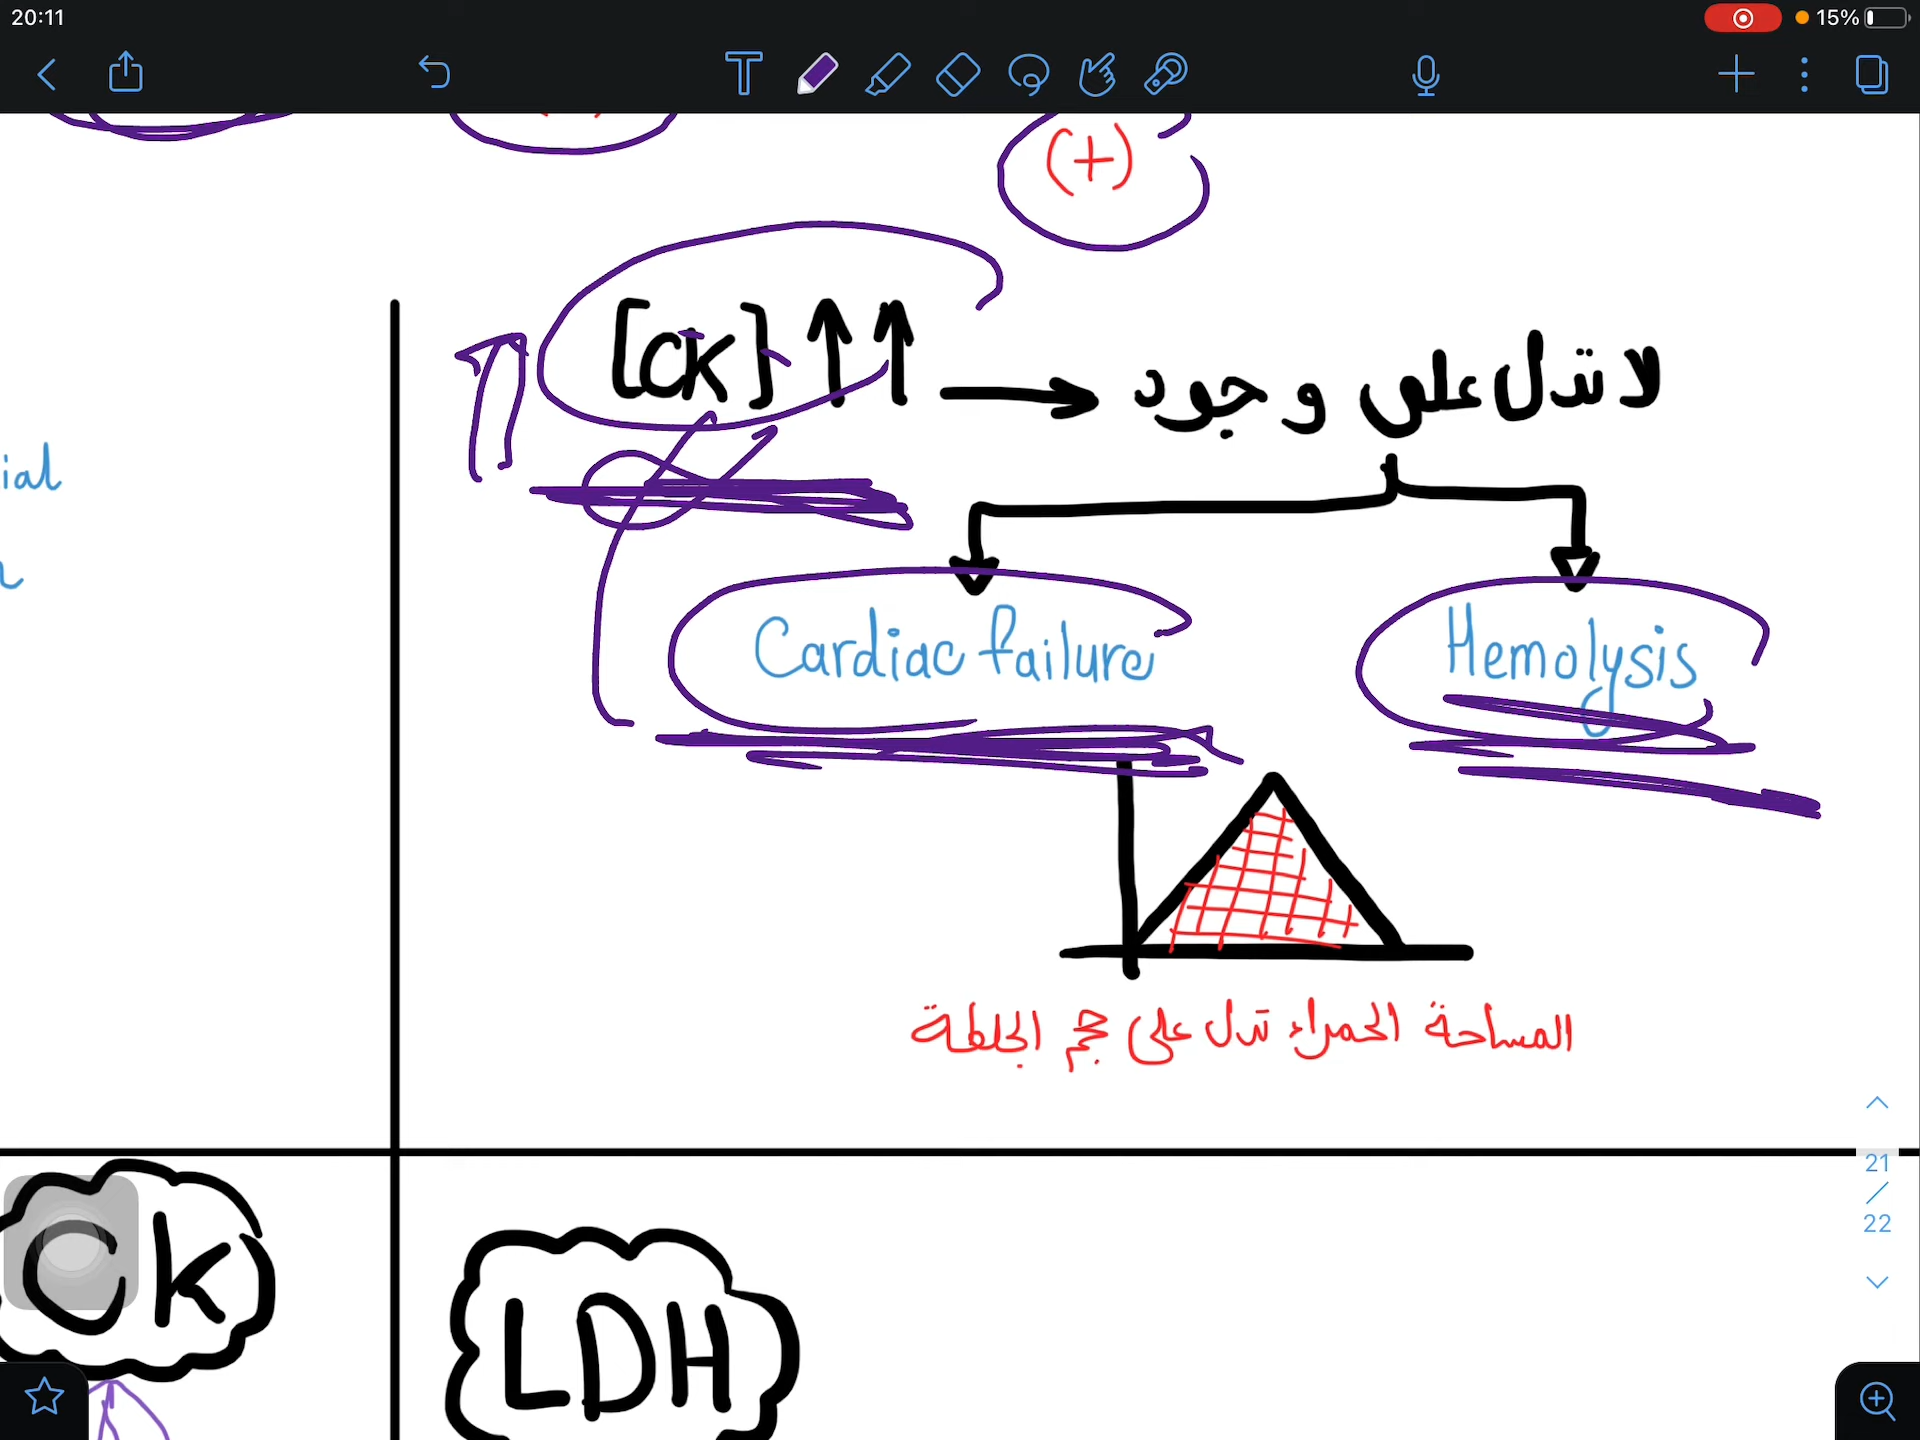 20:11
15%
(+)
[CK] ↑↑ → لا تدل على وجود
ial
Cardiac failure
Hemolysis
المساحة الحمراء تدل على حجم الجلطة
21
/
22
CK
LDH